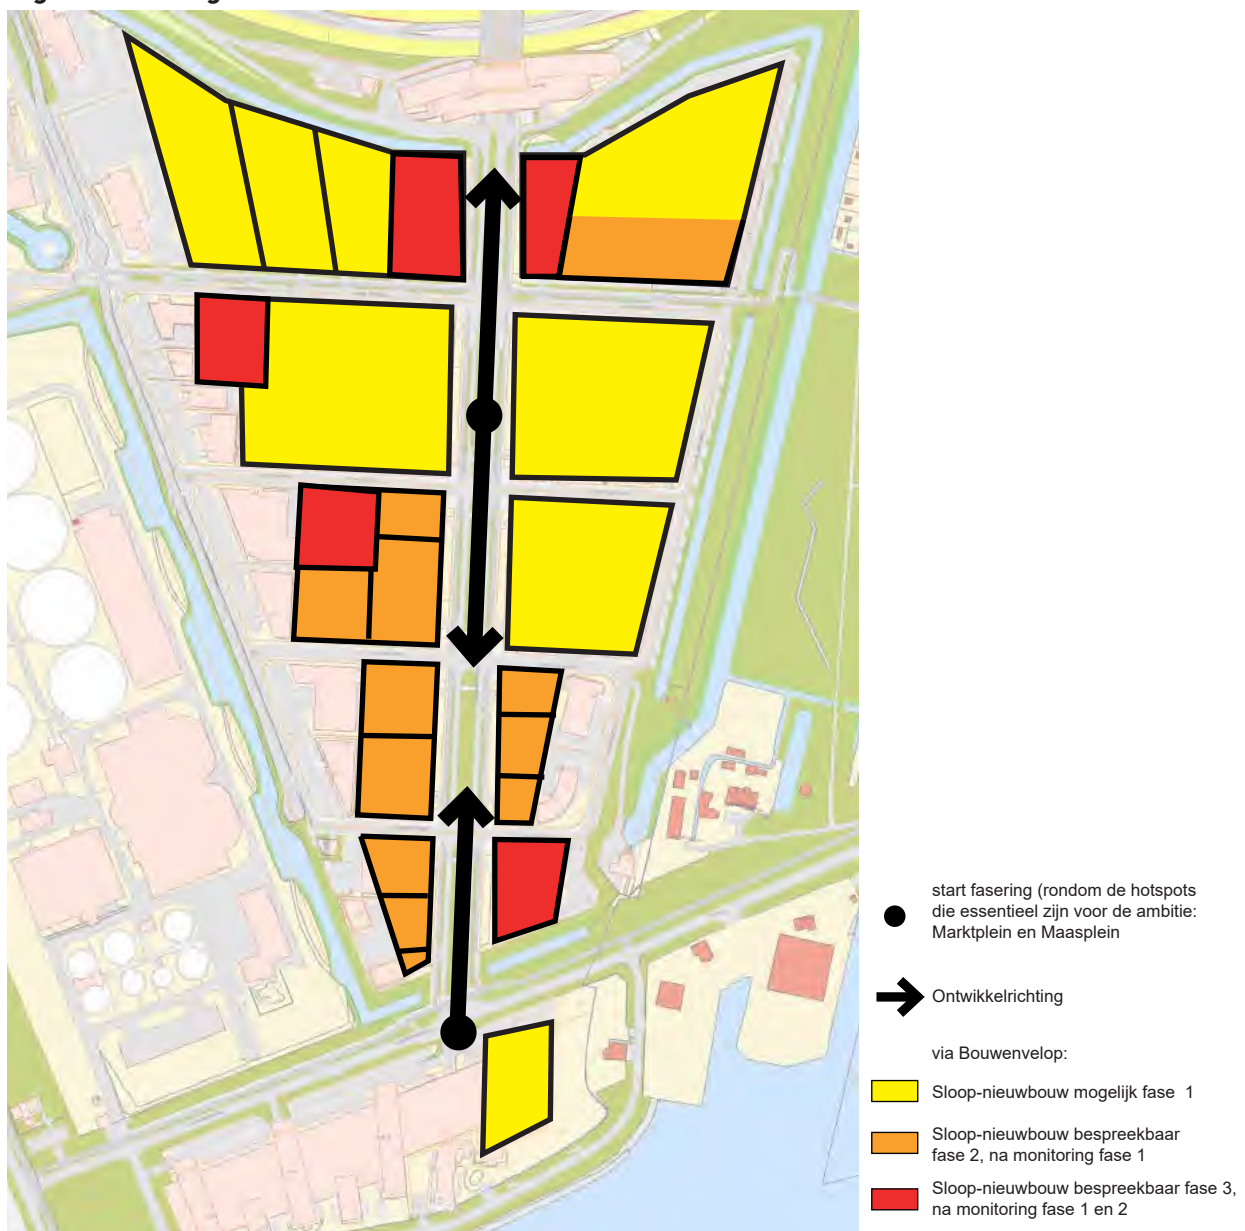 start fasering (rondom de hotspots
die essentieel zijn voor de ambitie:
Marktplein en Maasplein
Ontwikkelrichting
via Bouwenvelop:
Sloop-nieuwbouw mogelijk fase 1
Sloop-nieuwbouw bespreekbaar
fase 2, na monitoring fase 1
Sloop-nieuwbouw bespreekbaar fase 3,
na monitoring fase 1 en 2